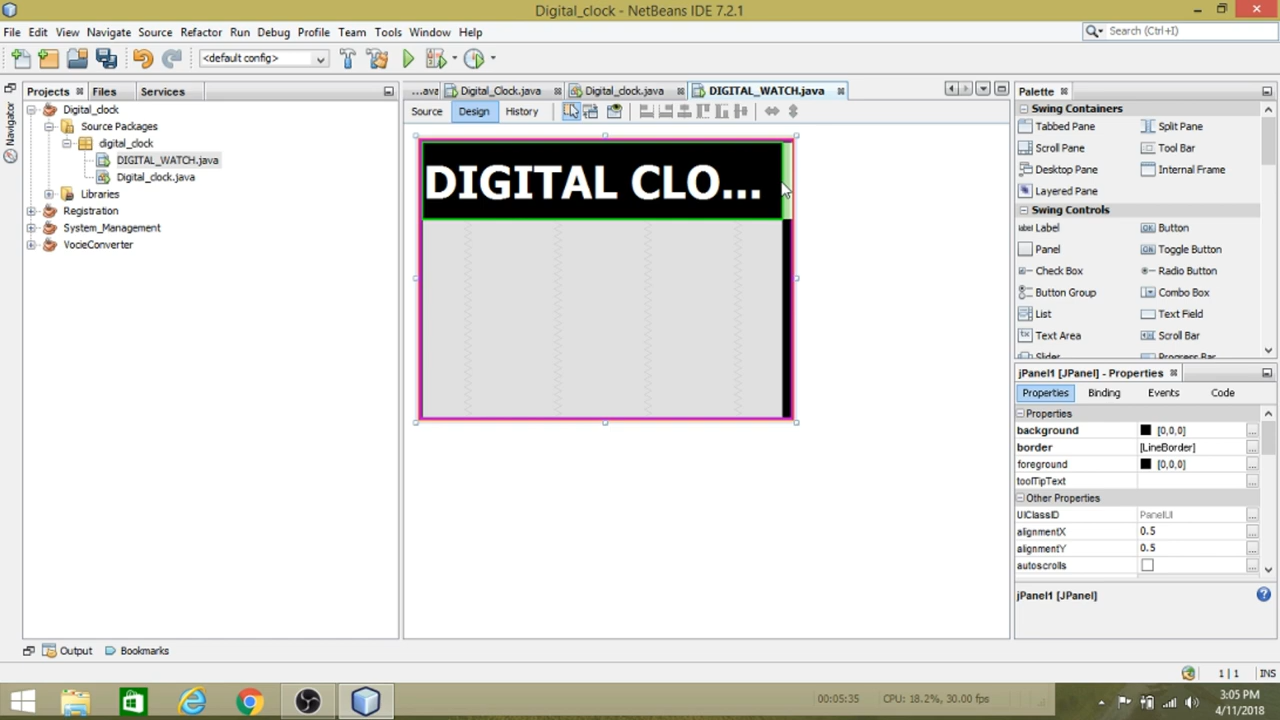 Digital_clock - NetBeans IDE 7.2.1
File Edit View Navigate Source Refactor Run Debug Profile Team Tools Window Help
Search (Ctrl+I)
<default config>
Projects Files Services
...ava Digital_Clock.java Digital_clock.java DIGITAL_WATCH.java
Palette
Navigator
Source Design History
Digital_clock
Source Packages
digital_clock
DIGITAL_WATCH.java
Digital_clock.java
Libraries
Registration
System_Management
VocieConverter
DIGITAL CLO...
Swing Containers
Tabbed Pane Split Pane
Scroll Pane Tool Bar
Desktop Pane Internal Frame
Layered Pane
Swing Controls
Label Button
Panel Toggle Button
Check Box Radio Button
Button Group Combo Box
List Text Field
Text Area Scroll Bar
Slider Progress Bar
jPanel1 [JPanel] - Properties
Properties Binding Events Code
Properties
background [0,0,0] ...
border [LineBorder] ...
foreground [0,0,0] ...
toolTipText ...
Other Properties
UIClassID PanelUI ...
alignmentX 0.5 ...
alignmentY 0.5 ...
autoscrolls ...
jPanel1 [JPanel]
Output Bookmarks
1 | 1 INS
00:05:35 CPU: 18.2%, 30.00 fps
3:05 PM
4/11/2018